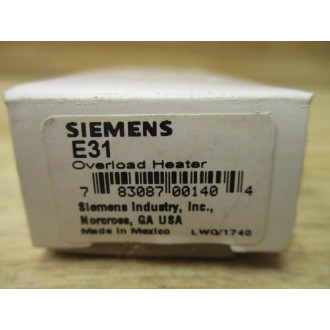 SIEMENS
E31
Overload Heater
7 83087 00140 4
Siemens Industry, Inc.,
Norcross, GA USA
Made in Mexico LWO/1740